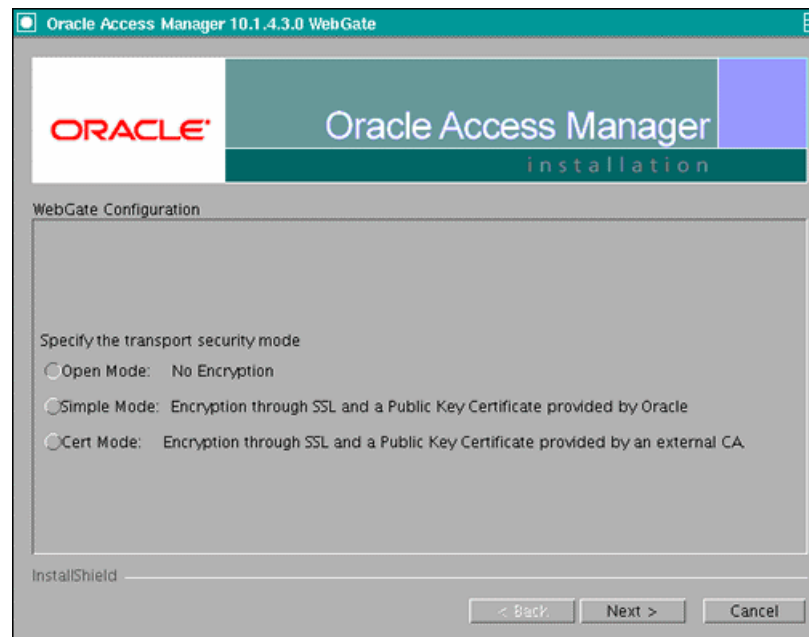 Oracle Access Manager 10.1.4.3.0 WebGate
ORACLE
Oracle Access Manager
installation
WebGate Configuration
Specify the transport security mode
Open Mode: No Encryption
Simple Mode: Encryption through SSL and a Public Key Certificate provided by Oracle
Cert Mode: Encryption through SSL and a Public Key Certificate provided by an external CA.
InstallShield
< Back Next > Cancel